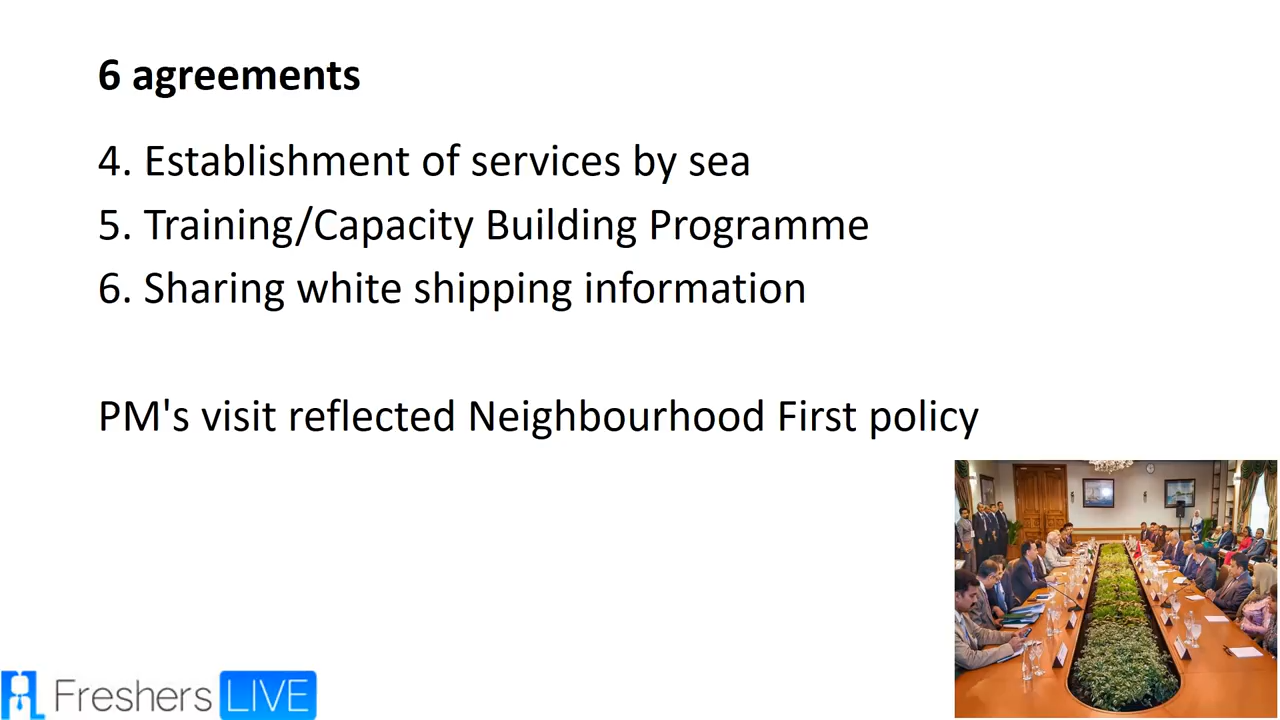 6 agreements
4. Establishment of services by sea
5. Training/Capacity Building Programme
6. Sharing white shipping information
PM's visit reflected Neighbourhood First policy
Freshers LIVE